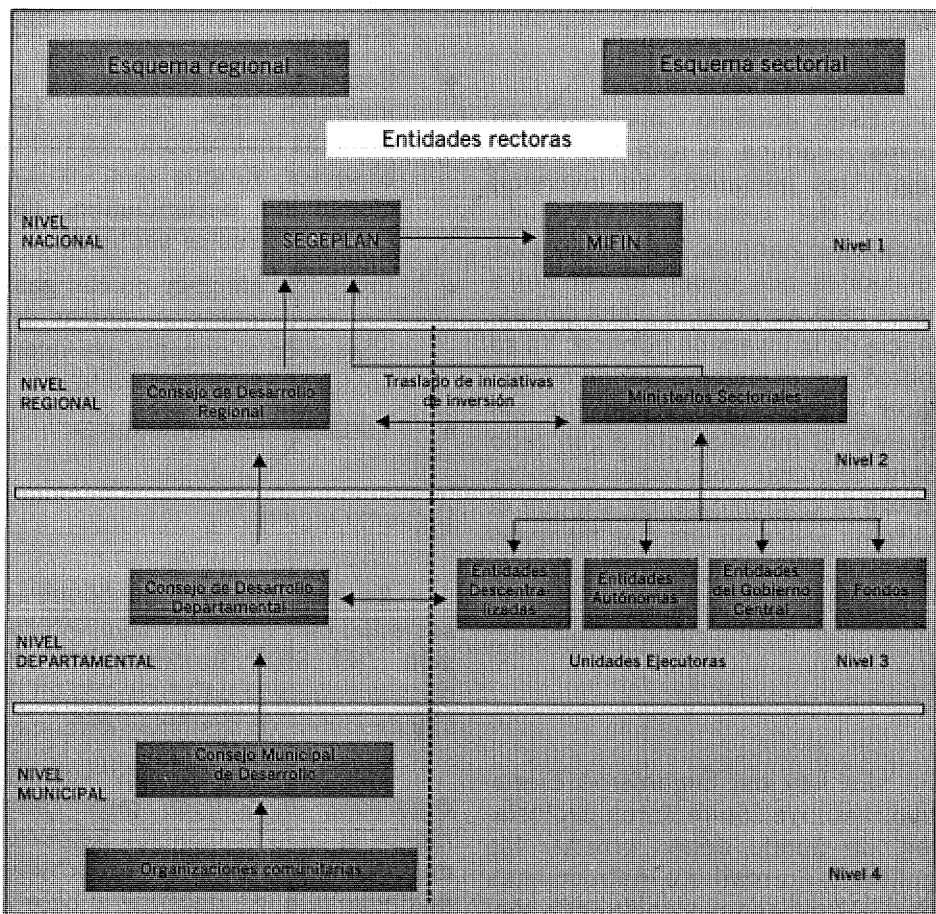 Esquema regional
Esquema sectorial
Entidades rectoras
NIVEL
NACIONAL
SEGEPLAN
MIFIN
Nivel 1
NIVEL
REGIONAL
Consejo de Desarrollo
Regional
Traslapo de iniciativas
de inversión
Ministerios Sectoriales
Nivel 2
Consejo de Desarrollo
Departamental
Entidades
Descentra-
lizadas
Entidades
Autónomas
Entidades
del Gobierno
Central
Fondos
NIVEL
DEPARTAMENTAL
Unidades Ejecutoras
Nivel 3
Consejo Municipal
de Desarrollo
NIVEL
MUNICIPAL
Organizaciones comunitarias
Nivel 4